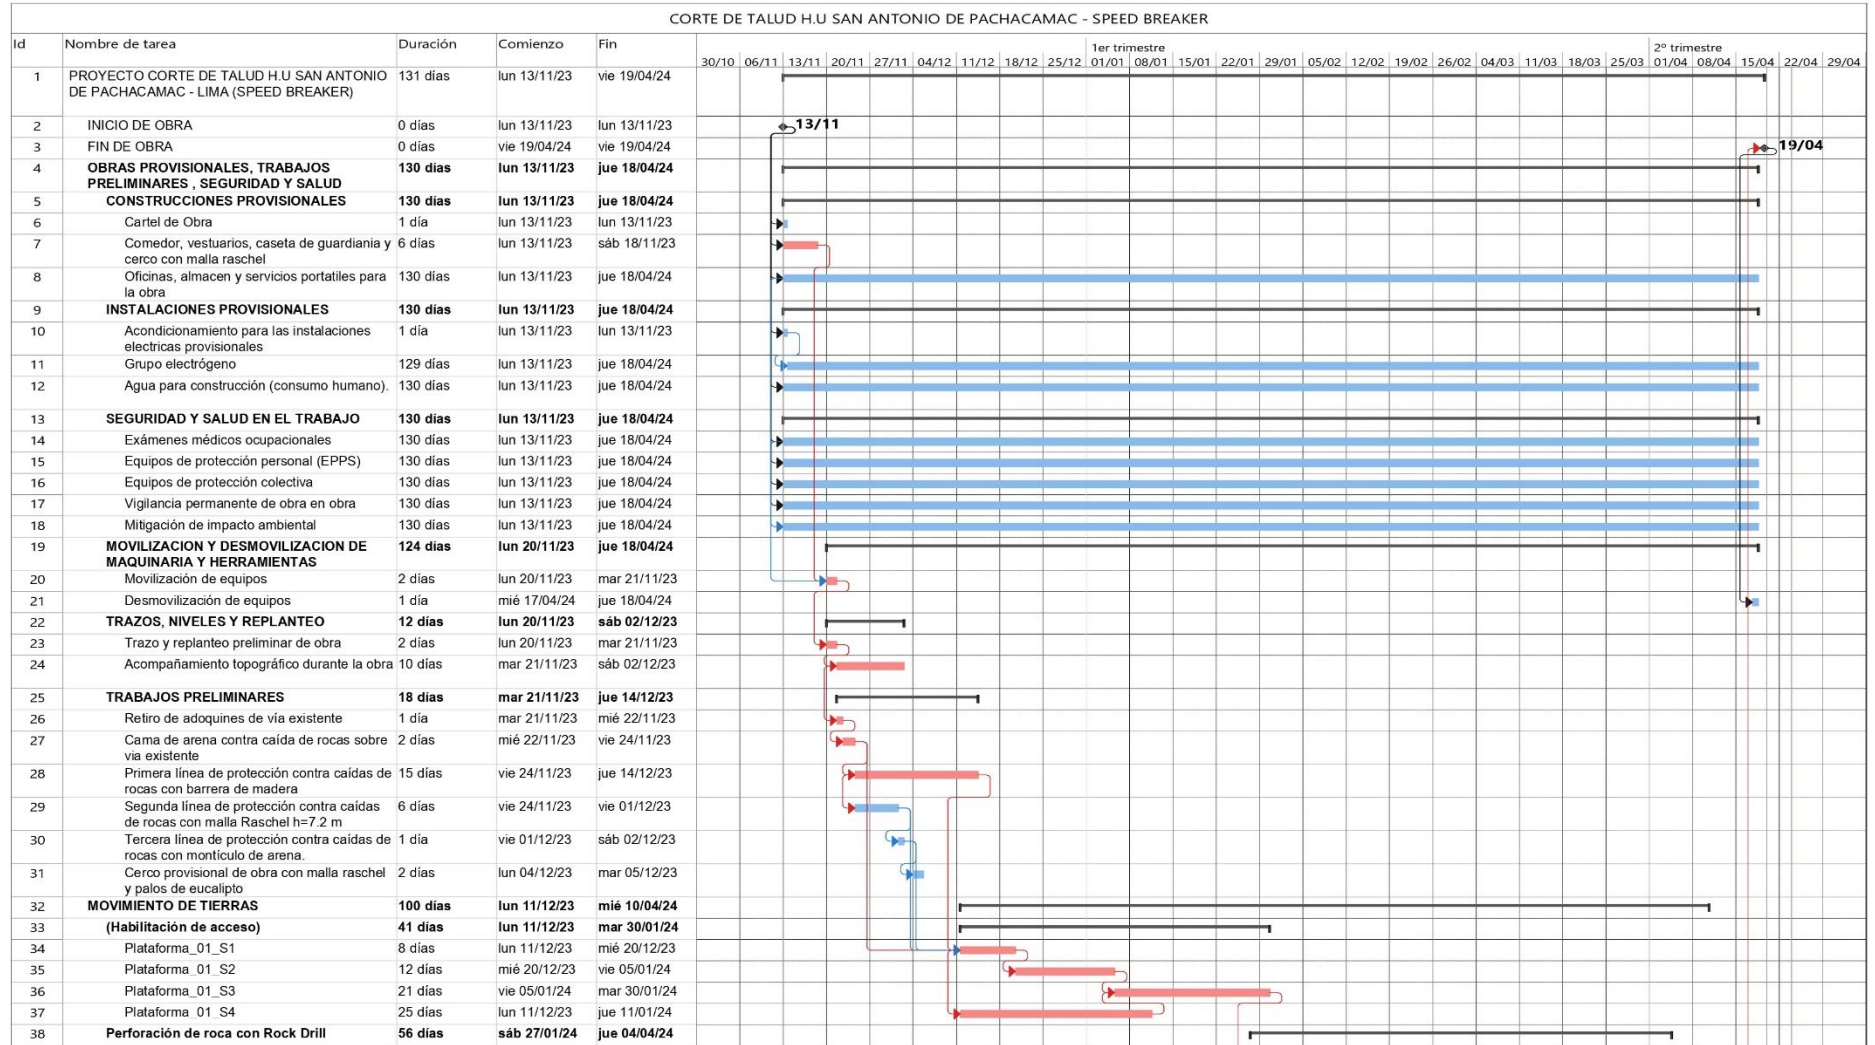 CORTE DE TALUD H.U SAN ANTONIO DE PACHACAMAC - SPEED BREAKER
Id Nombre de tarea Duración Comienzo Fin
1er trimestre 2º trimestre
30/10 06/11 13/11 20/11 27/11 04/12 11/12 18/12 25/12 01/01 08/01 15/01 22/01 29/01 05/02 12/02 19/02 26/02 04/03 11/03 18/03 25/03 01/04 08/04 15/04 22/04 29/04
1 PROYECTO CORTE DE TALUD H.U SAN ANTONIO 131 días lun 13/11/23 vie 19/04/24
DE PACHACAMAC - LIMA (SPEED BREAKER)
2 INICIO DE OBRA 0 días lun 13/11/23 lun 13/11/23 13/11
3 FIN DE OBRA 0 días vie 19/04/24 vie 19/04/24 19/04
4 OBRAS PROVISIONALES, TRABAJOS 130 días lun 13/11/23 jue 18/04/24
PRELIMINARES , SEGURIDAD Y SALUD
5 CONSTRUCCIONES PROVISIONALES 130 días lun 13/11/23 jue 18/04/24
6 Cartel de Obra 1 día lun 13/11/23 lun 13/11/23
7 Comedor, vestuarios, caseta de guardiania y 6 días lun 13/11/23 sáb 18/11/23
cerco con malla raschel
8 Oficinas, almacen y servicios portatiles para 130 días lun 13/11/23 jue 18/04/24
la obra
9 INSTALACIONES PROVISIONALES 130 días lun 13/11/23 jue 18/04/24
10 Acondicionamiento para las instalaciones 1 día lun 13/11/23 lun 13/11/23
electricas provisionales
11 Grupo electrógeno 129 días lun 13/11/23 jue 18/04/24
12 Agua para construcción (consumo humano). 130 días lun 13/11/23 jue 18/04/24
13 SEGURIDAD Y SALUD EN EL TRABAJO 130 días lun 13/11/23 jue 18/04/24
14 Exámenes médicos ocupacionales 130 días lun 13/11/23 jue 18/04/24
15 Equipos de protección personal (EPPS) 130 días lun 13/11/23 jue 18/04/24
16 Equipos de protección colectiva 130 días lun 13/11/23 jue 18/04/24
17 Vigilancia permanente de obra en obra 130 días lun 13/11/23 jue 18/04/24
18 Mitigación de impacto ambiental 130 días lun 13/11/23 jue 18/04/24
19 MOVILIZACION Y DESMOVILIZACION DE 124 días lun 20/11/23 jue 18/04/24
MAQUINARIA Y HERRAMIENTAS
20 Movilización de equipos 2 días lun 20/11/23 mar 21/11/23
21 Desmovilización de equipos 1 día mié 17/04/24 jue 18/04/24
22 TRAZOS, NIVELES Y REPLANTEO 12 días lun 20/11/23 sáb 02/12/23
23 Trazo y replanteo preliminar de obra 2 días lun 20/11/23 mar 21/11/23
24 Acompañamiento topográfico durante la obra 10 días mar 21/11/23 sáb 02/12/23
25 TRABAJOS PRELIMINARES 18 días mar 21/11/23 jue 14/12/23
26 Retiro de adoquines de vía existente 1 día mar 21/11/23 mié 22/11/23
27 Cama de arena contra caída de rocas sobre 2 días mié 22/11/23 vie 24/11/23
via existente
28 Primera línea de protección contra caídas de 15 días vie 24/11/23 jue 14/12/23
rocas con barrera de madera
29 Segunda línea de protección contra caídas 6 días vie 24/11/23 vie 01/12/23
de rocas con malla Raschel h=7.2 m
30 Tercera línea de protección contra caídas de 1 día vie 01/12/23 sáb 02/12/23
rocas con montículo de arena.
31 Cerco provisional de obra con malla raschel 2 días lun 04/12/23 mar 05/12/23
y palos de eucalipto
32 MOVIMIENTO DE TIERRAS 100 días lun 11/12/23 mié 10/04/24
33 (Habilitación de acceso) 41 días lun 11/12/23 mar 30/01/24
34 Plataforma_01_S1 8 días lun 11/12/23 mié 20/12/23
35 Plataforma_01_S2 12 días mié 20/12/23 vie 05/01/24
36 Plataforma_01_S3 21 días vie 05/01/24 mar 30/01/24
37 Plataforma_01_S4 25 días lun 11/12/23 jue 11/01/24
38 Perforación de roca con Rock Drill 56 días sáb 27/01/24 jue 04/04/24